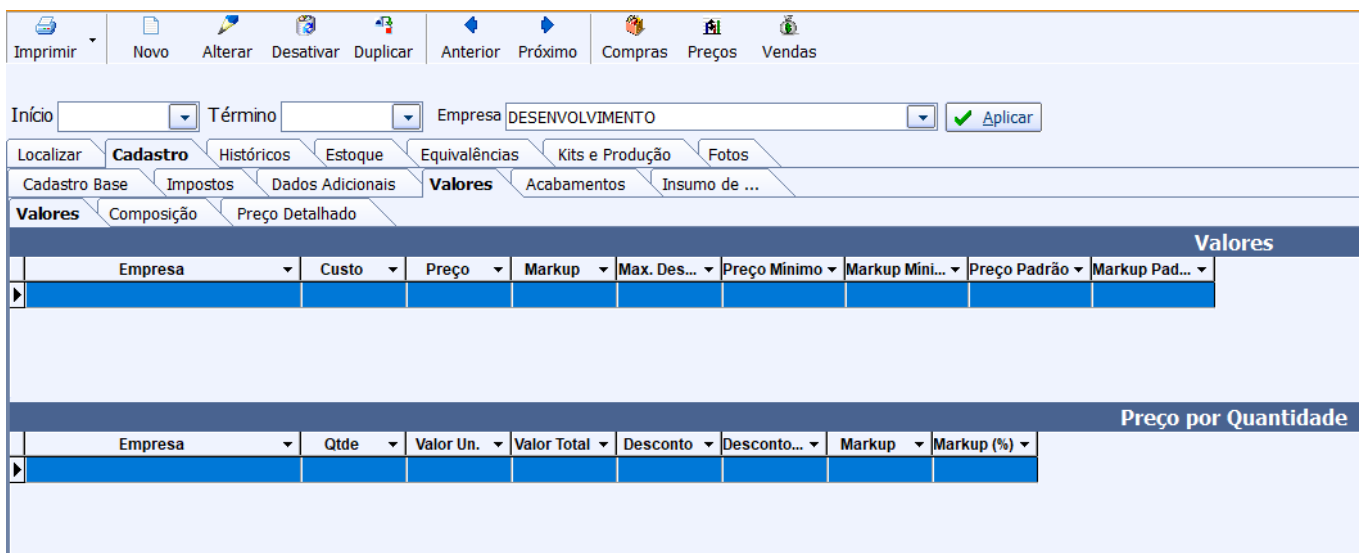 Imprimir Novo Alterar Desativar Duplicar Anterior Próximo Compras Preços Vendas
Início Término Empresa DESENVOLVIMENTO Aplicar
Localizar Cadastro Históricos Estoque Equivalências Kits e Produção Fotos
Cadastro Base Impostos Dados Adicionais Valores Acabamentos Insumo de ...
Valores Composição Preço Detalhado
Valores
Empresa Custo Preço Markup Max. Des... Preço Mínimo Markup Míni... Preço Padrão Markup Pad...
Preço por Quantidade
Empresa Qtde Valor Un. Valor Total Desconto Desconto... Markup Markup (%)